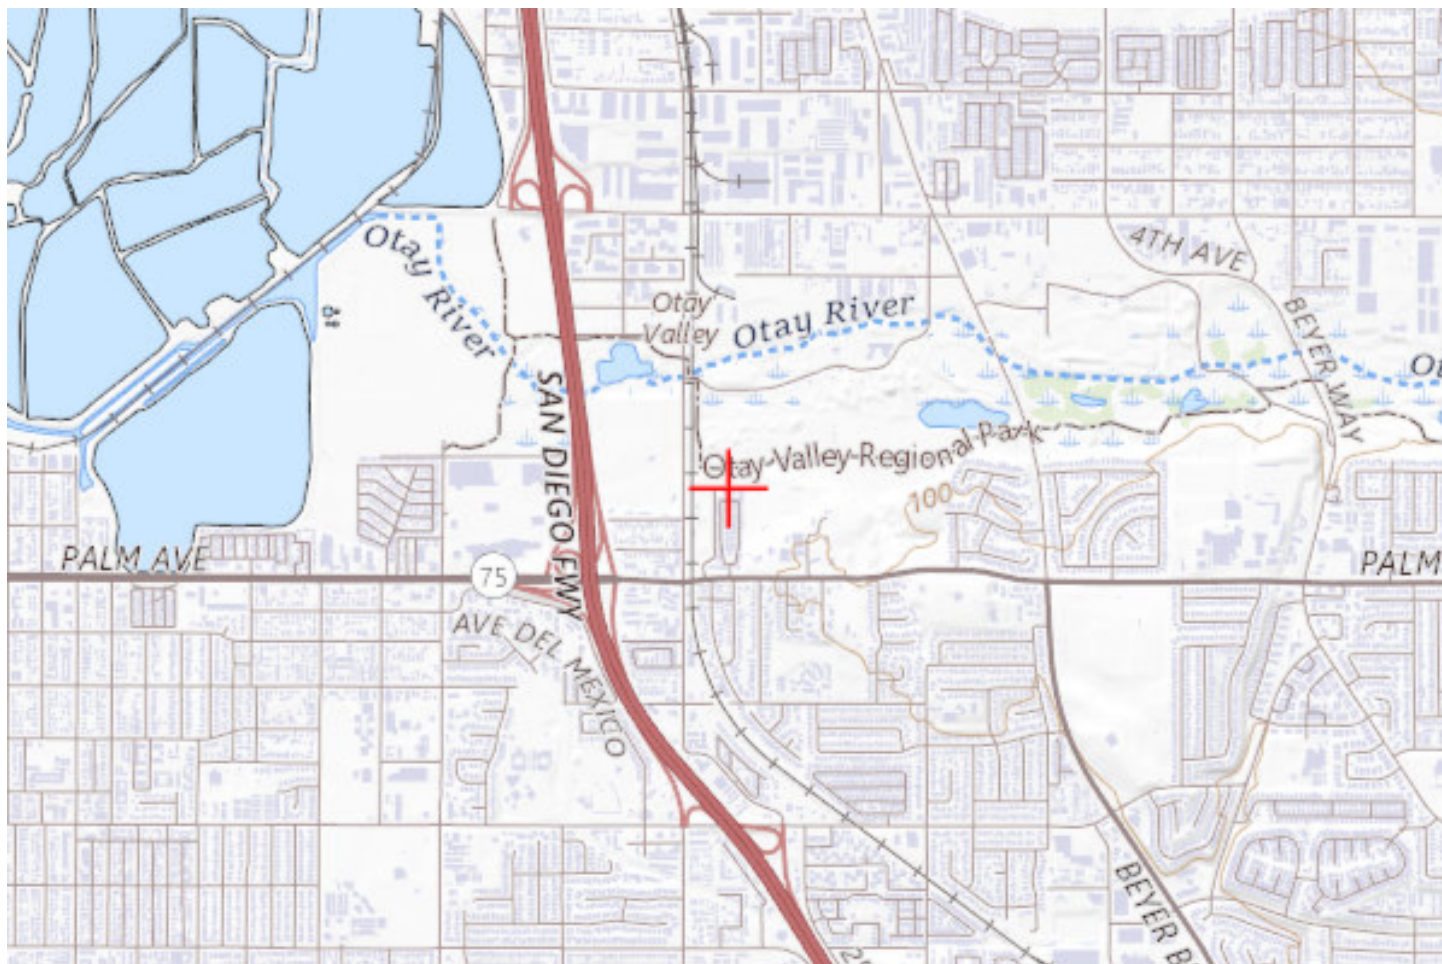 Otay River
4TH AVE
Otay
Valley
Otay River
BEYER WAY
SAN DIEGO FWY
Otay-Valley-Regional-Park
100
PALM AVE
75
PALM
AVE DEL MEXICO
BEYER B